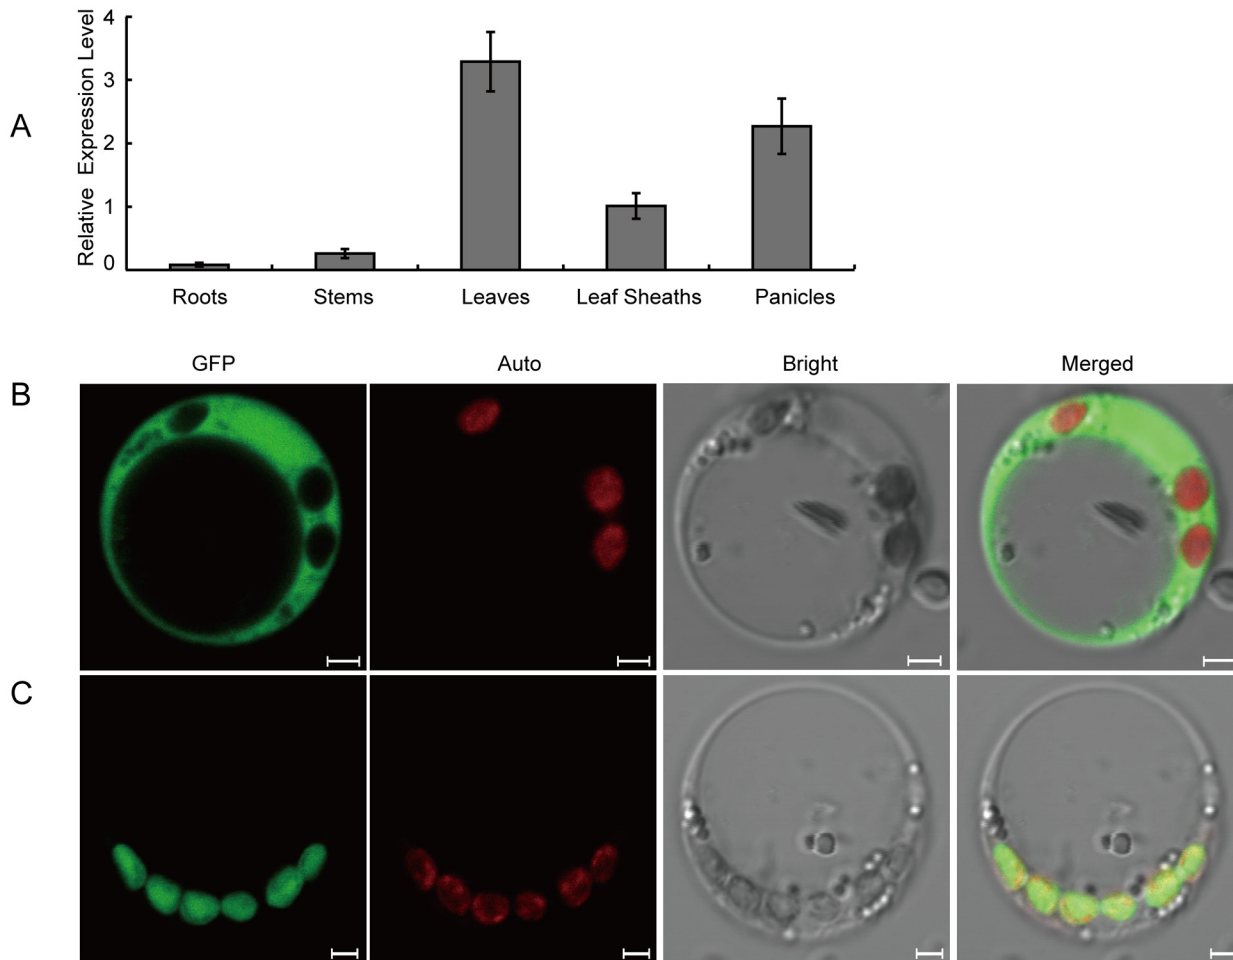 A
Relative Expression Level
4
3
2
1
0
Roots Stems Leaves Leaf Sheaths Panicles
GFP Auto Bright Merged
B
C